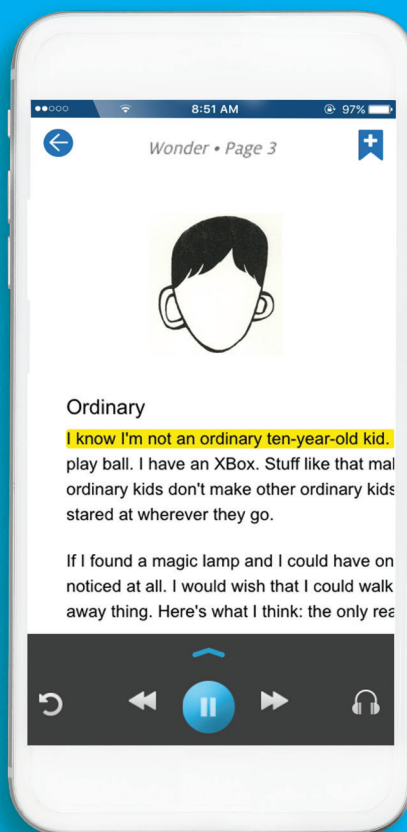 8:51 AM
97%
Wonder • Page 3
Ordinary
I know I'm not an ordinary ten-year-old kid.
play ball. I have an XBox. Stuff like that
ordinary kids don't make other ordinary kids
stared at wherever they go.
If I found a magic lamp and I could have
noticed at all. I would wish that I could walk
away thing. Here's what I think: the only